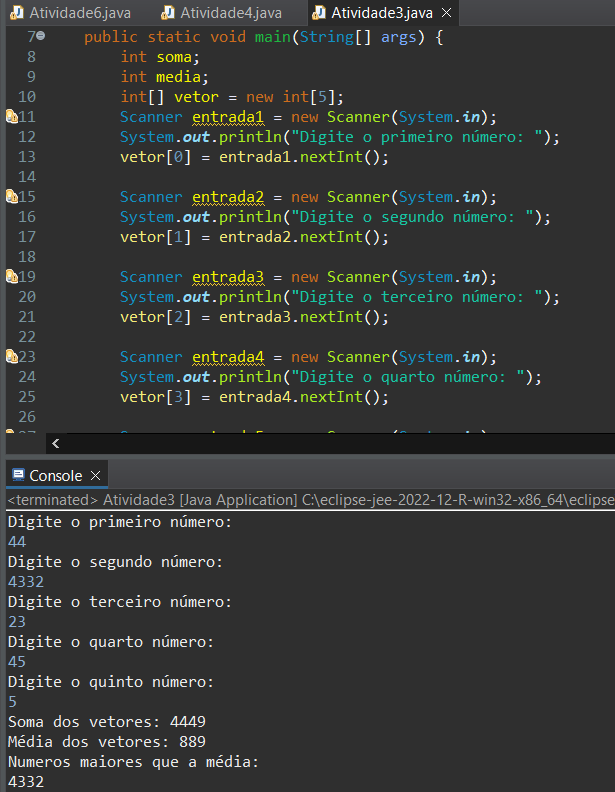 Atividade6.java Atividade4.java Atividade3.java
7 public static void main(String[] args) {
8 int soma;
9 int media;
10 int[] vetor = new int[5];
11 Scanner entrada1 = new Scanner(System.in);
12 System.out.println("Digite o primeiro número: ");
13 vetor[0] = entrada1.nextInt();
14
15 Scanner entrada2 = new Scanner(System.in);
16 System.out.println("Digite o segundo número: ");
17 vetor[1] = entrada2.nextInt();
18
19 Scanner entrada3 = new Scanner(System.in);
20 System.out.println("Digite o terceiro número: ");
21 vetor[2] = entrada3.nextInt();
22
23 Scanner entrada4 = new Scanner(System.in);
24 System.out.println("Digite o quarto número: ");
25 vetor[3] = entrada4.nextInt();
26
Console
<terminated> Atividade3 [Java Application] C:\eclipse-jee-2022-12-R-win32-x86_64\eclipse
Digite o primeiro número:
44
Digite o segundo número:
4332
Digite o terceiro número:
23
Digite o quarto número:
45
Digite o quinto número:
5
Soma dos vetores: 4449
Média dos vetores: 889
Numeros maiores que a média:
4332